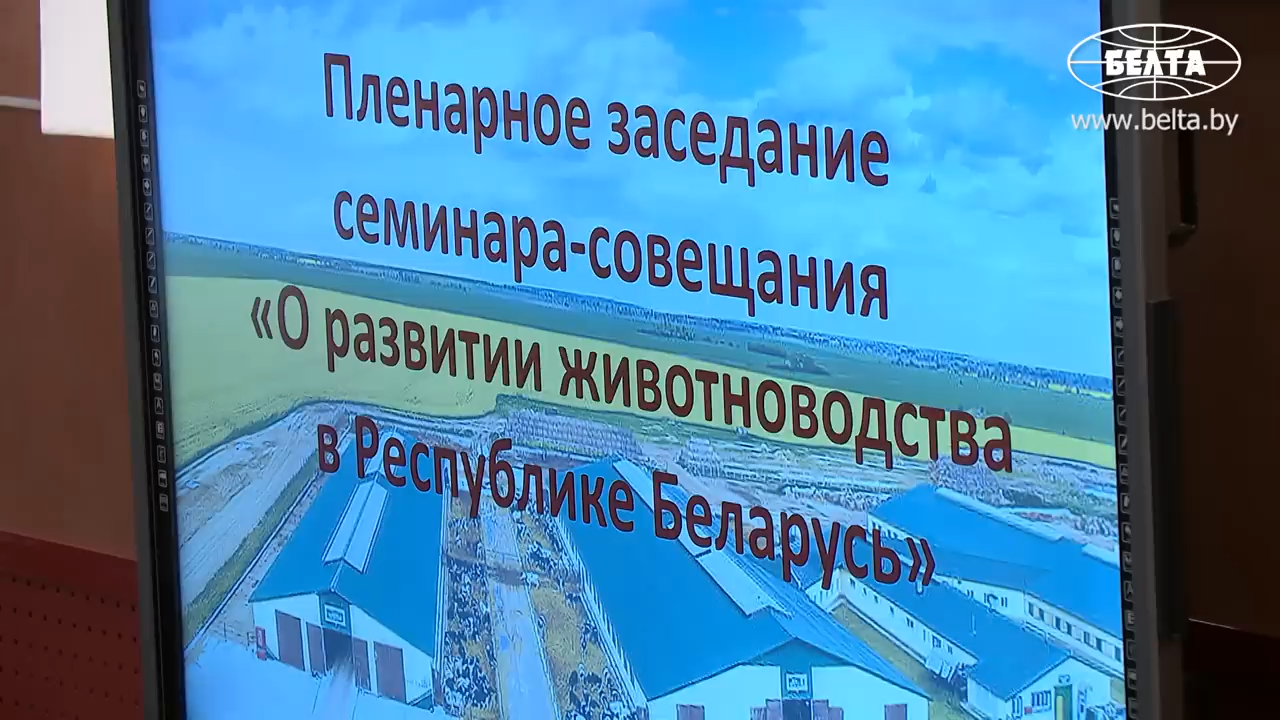 БЕЛТА
www.belta.by
Пленарное заседание
семинара-совещания
«О развитии животноводства
в Республике Беларусь»